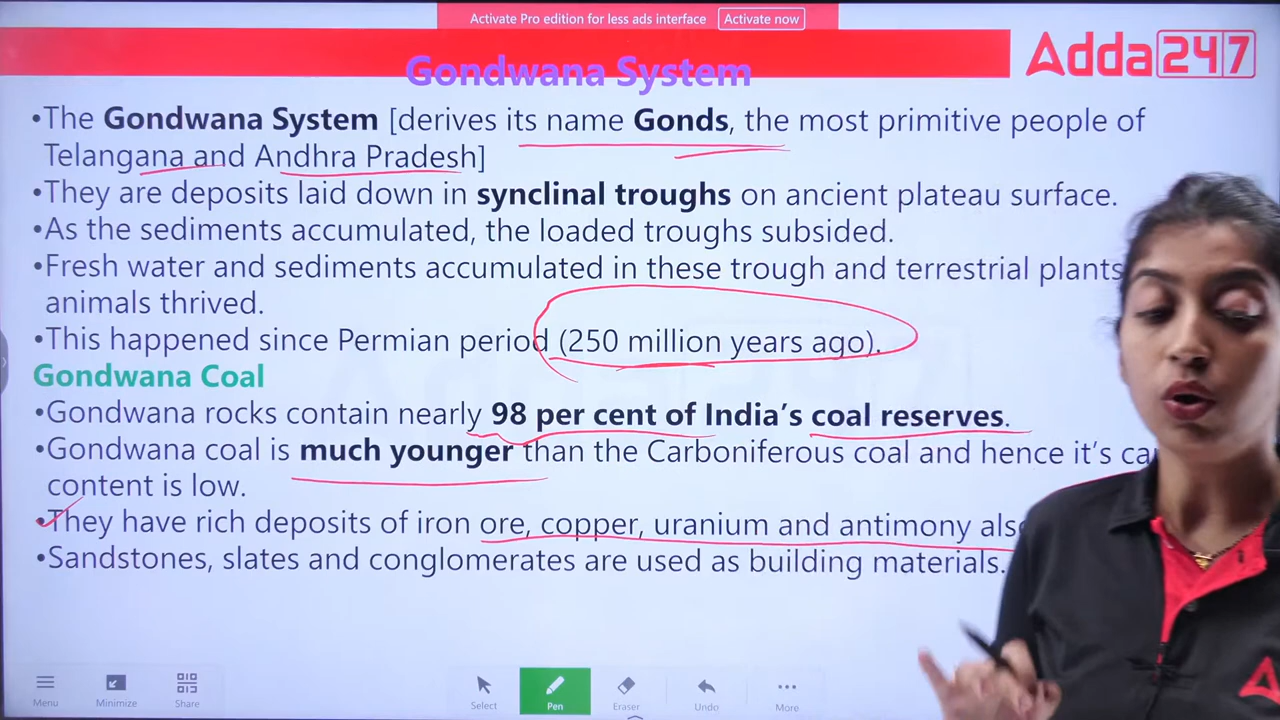 Activate Pro edition for less ads interface Activate now
Adda247
Gondwana System
•The Gondwana System [derives its name Gonds, the most primitive people of
Telangana and Andhra Pradesh]
•They are deposits laid down in synclinal troughs on ancient plateau surface.
•As the sediments accumulated, the loaded troughs subsided.
•Fresh water and sediments accumulated in these trough and terrestrial plants
animals thrived.
•This happened since Permian period (250 million years ago).
Gondwana Coal
•Gondwana rocks contain nearly 98 per cent of India's coal reserves.
•Gondwana coal is much younger than the Carboniferous coal and hence it's
content is low.
•They have rich deposits of iron ore, copper, uranium and antimony
•Sandstones, slates and conglomerates are used as building materials.
Menu Minimize Share Select Pen Eraser Undo More